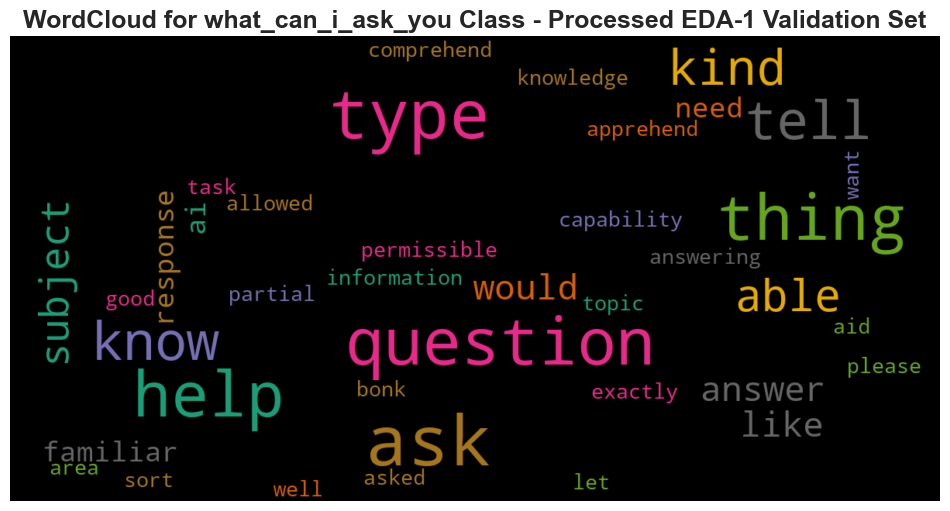 WordCloud for what_can_i_ask_you Class - Processed EDA-1 Validation Set
comprehend
kind
knowledge
type
need
tell
apprehend
want
task
allowed
subject
response
ai
thing
capability
permissible
answering
information
would
able
good
partial
topic
know
question
aid
help
please
bonk
exactly
answer
ask
like
familiar
area
sort
asked
well
let